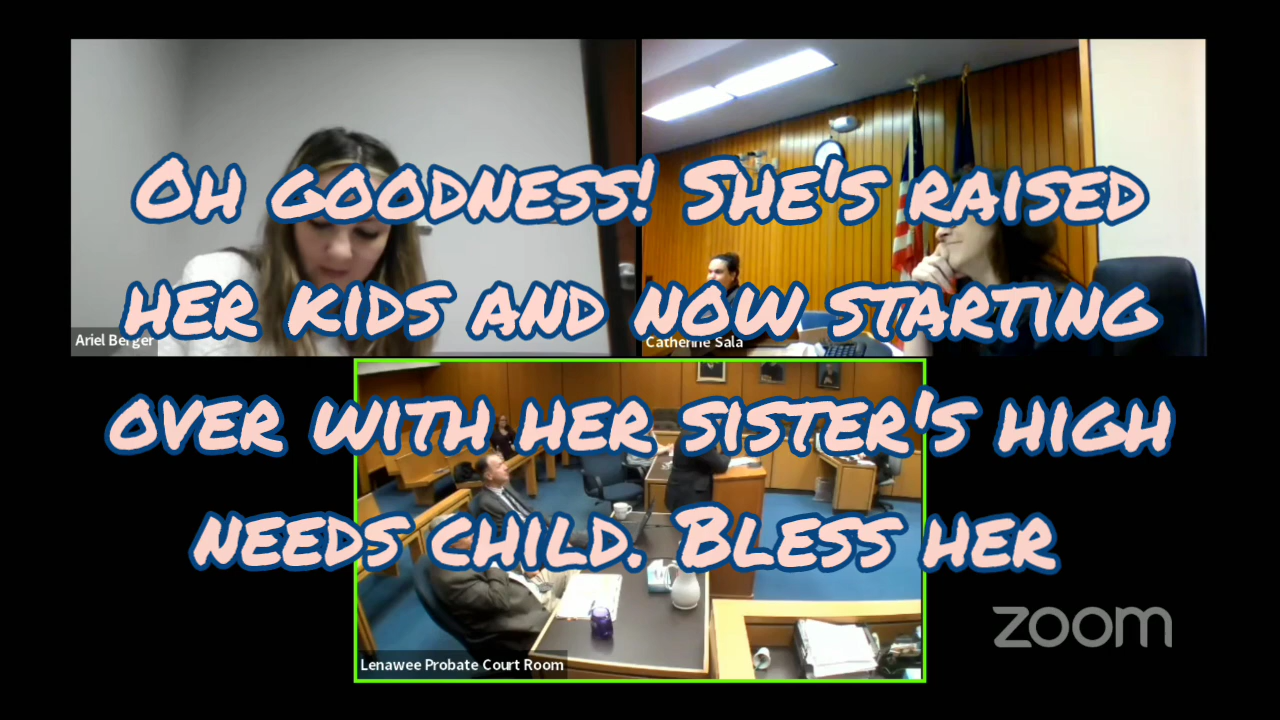 Oh goodness! She's raised
her kids and now starting
Ariel Berger
Catherine Sala
over with her sister's high
needs child. Bless her
zoom
Lenawee Probate Court Room